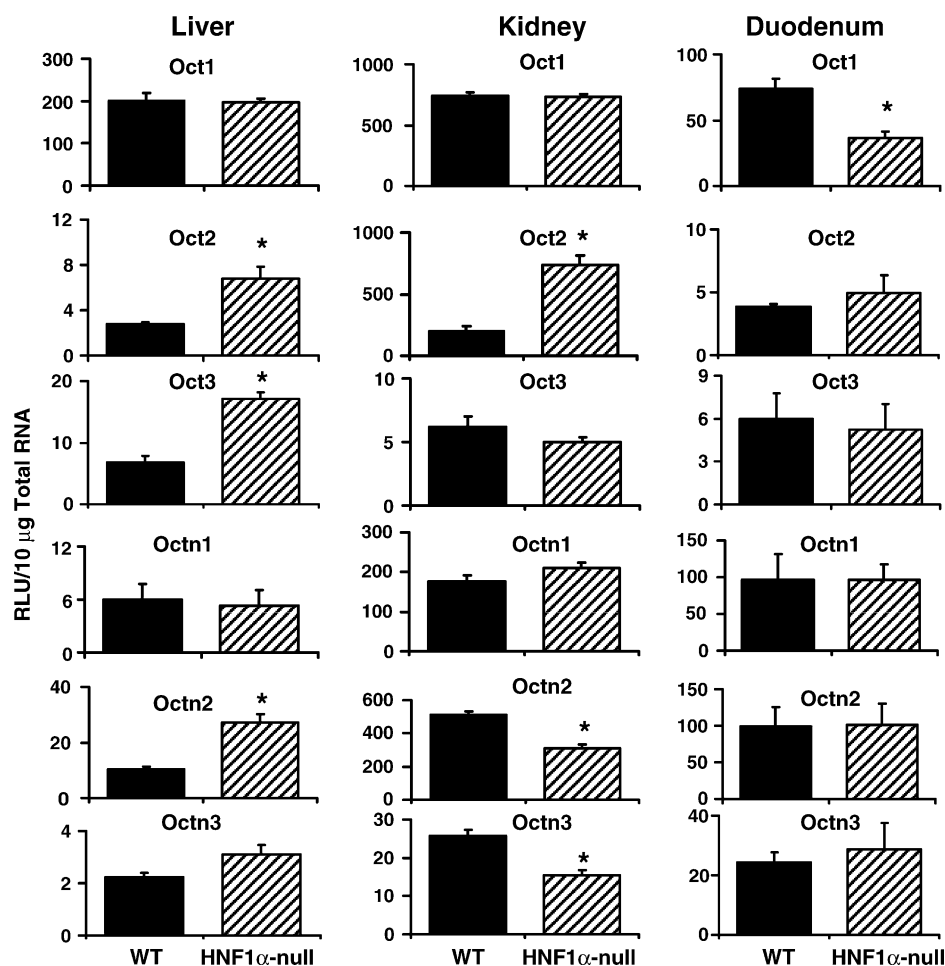 Liver Kidney Duodenum
Oct1 Oct1 Oct1
300 1000 100
200
100 500 50
0 0 0
*
Oct2 Oct2 Oct2
12 1000 10
8
4 500 5
0 0 0
* *
Oct3 Oct3 Oct3
20 10 9
6
10 5 3
0 0 0
*
RLU/10 μg Total RNA
Octn1 Octn1 Octn1
12 300 150
200 100
6 100 50
0 0 0
Octn2 Octn2 Octn2
40 600 150
400 100
20 200 50
0 0 0
* *
Octn3 Octn3 Octn3
4 30 40
20
2 10 20
0 0 0
*
WT HNF1α-null WT HNF1α-null WT HNF1α-null